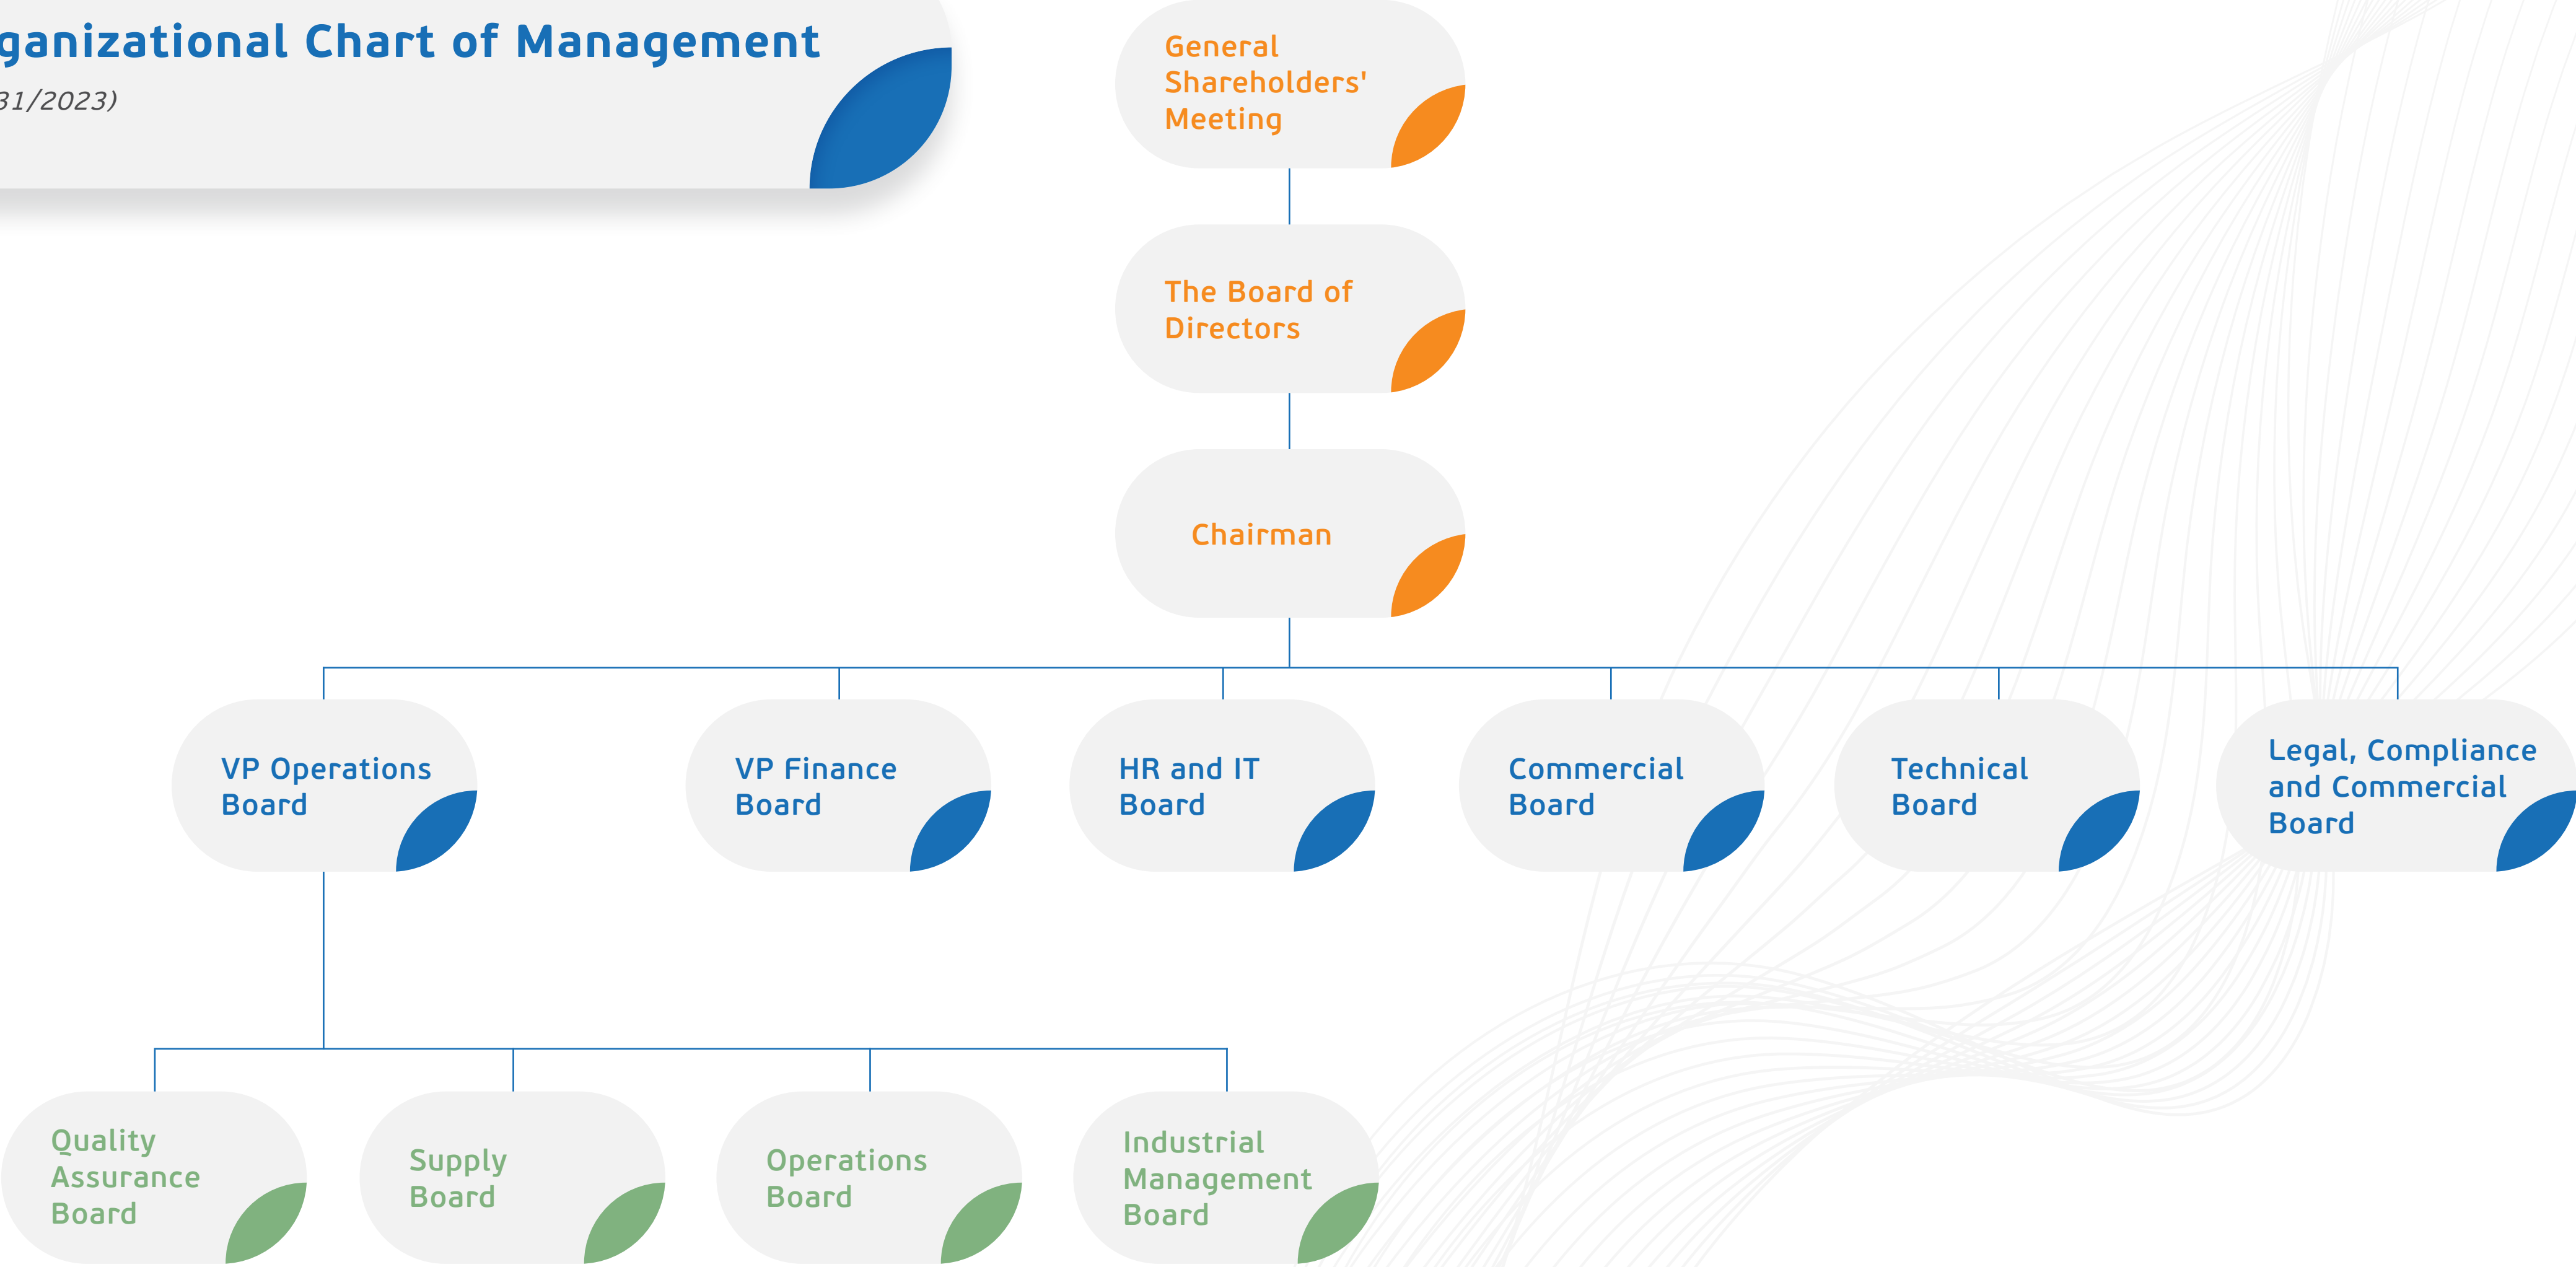 ganizational Chart of Management
31/2023)
General
Shareholders'
Meeting
The Board of
Directors
Chairman
VP Operations
Board
VP Finance
Board
HR and IT
Board
Commercial
Board
Technical
Board
Legal, Compliance
and Commercial
Board
Quality
Assurance
Board
Supply
Board
Operations
Board
Industrial
Management
Board